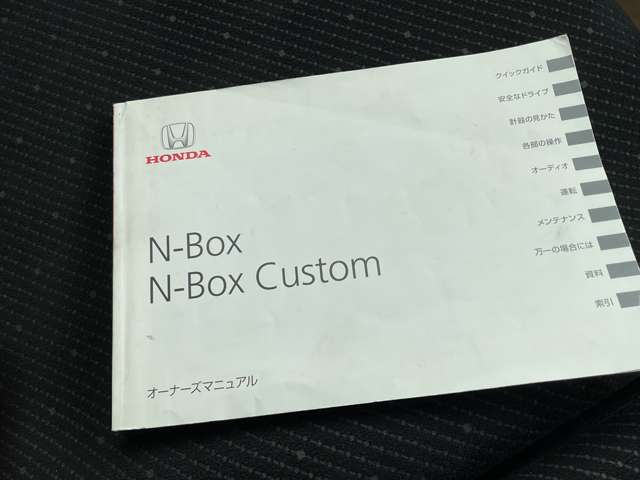 HONDA
N-Box
N-Box Custom
オーナーズマニュアル
クイックガイド
安全なドライブ
計器の見かた
各部の操作
オーディオ
運転
メンテナンス
万一の場合には
資料
索引